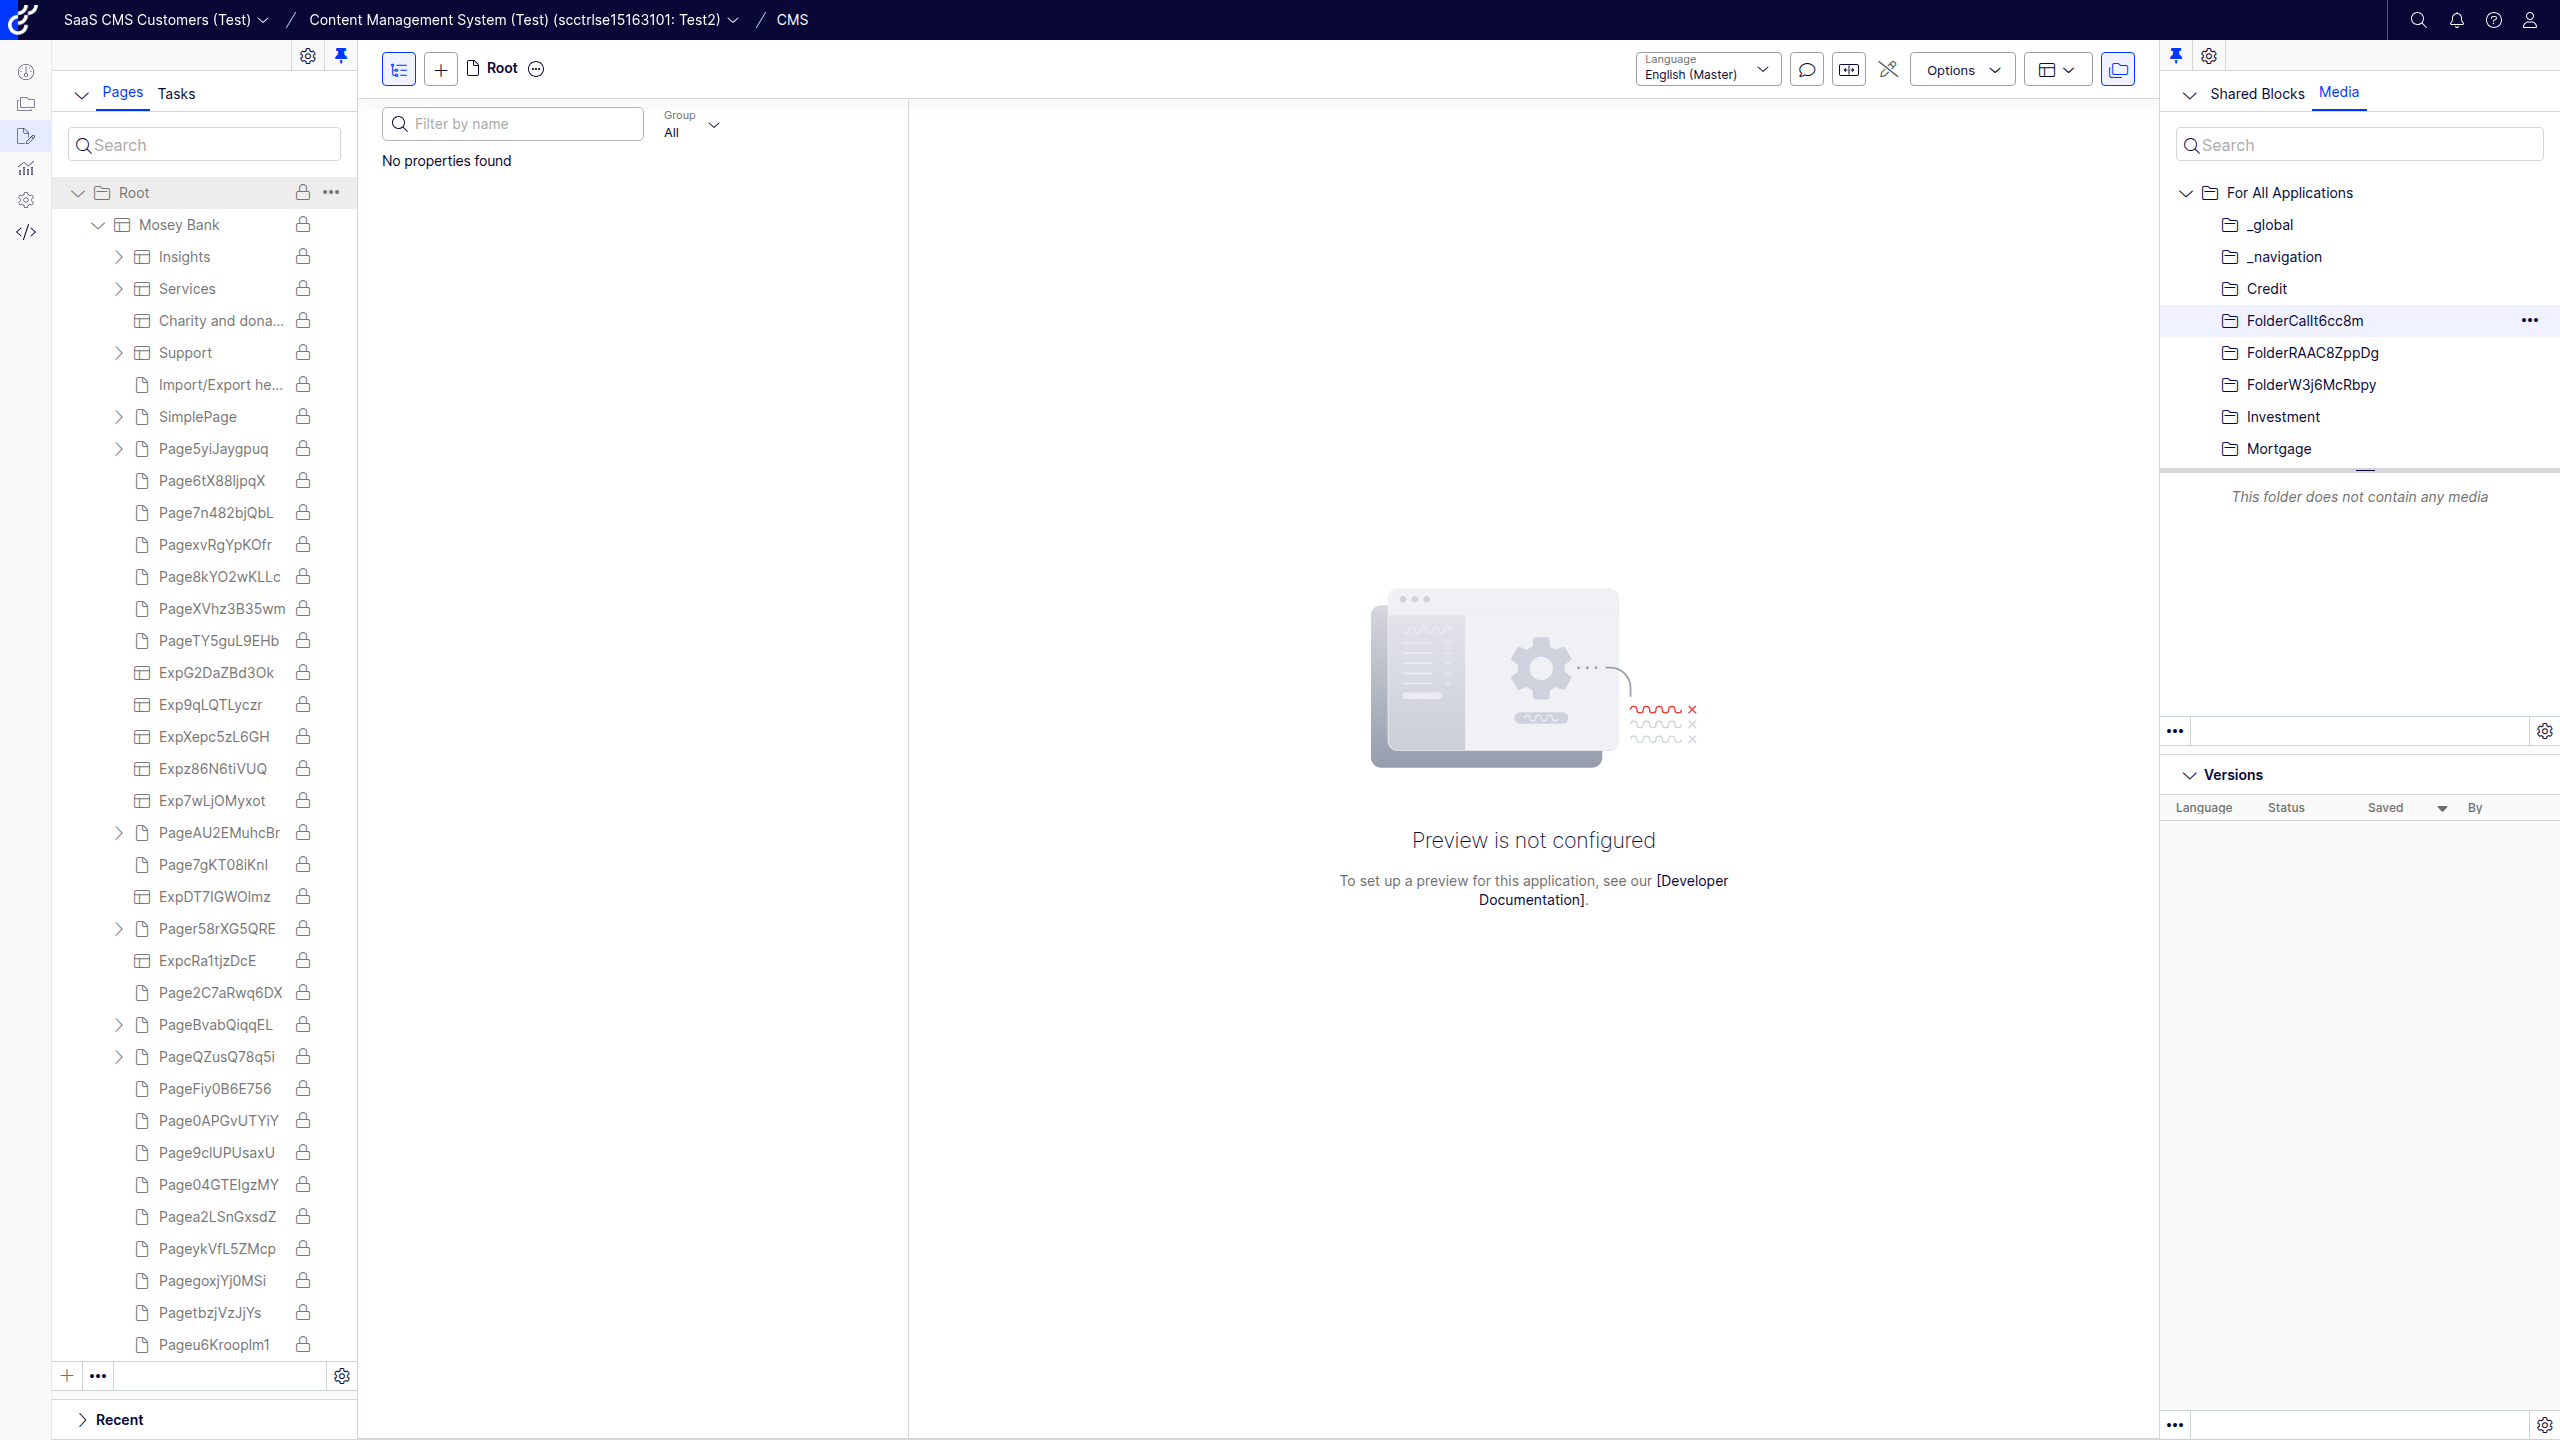 SaaS CMS Customers (Test) / Content Management System (Test) (scctrlse15163101: Test2) / CMS
Pages Tasks
Search
Root
Mosey Bank
Insights
Services
Charity and dona...
Support
Import/Export he...
SimplePage
Page5yiJaygpuq
Page6tX88ljpqX
Page7n482bjQbL
PagexvRgYpKOfr
Page8kYO2wKLLc
PageXVhz3B35wm
PageTY5guL9EHb
ExpG2DaZBd3Ok
Exp9qLQTLyczr
ExpXepc5zL6GH
Expz86N6tiVUQ
Exp7wLjOMyxot
PageAU2EMuhcBr
Page7gKT08iKnI
ExpDT7IGWOlmz
Pager58rXG5QRE
ExpcRa1tjzDcE
Page2C7aRwq6DX
PageBvabQiqqEL
PageQZusQ78q5i
PageFiy0B6E756
Page0APGvUTYiY
Page9clUPUsaxU
Page04GTEIgzMY
Pagea2LSnGxsdZ
PageykVfL5ZMcp
PagegoxjYj0MSi
PagetbzjVzJjYs
Pageu6Krooplm1
Recent
Root
Language
English (Master)
Options
Filter by name
Group
All
No properties found
Preview is not configured
To set up a preview for this application, see our [Developer
Documentation].
Shared Blocks Media
Search
For All Applications
_global
_navigation
Credit
FolderCallt6cc8m
FolderRAAC8ZppDg
FolderW3j6McRbpy
Investment
Mortgage
This folder does not contain any media
Versions
Language Status Saved By